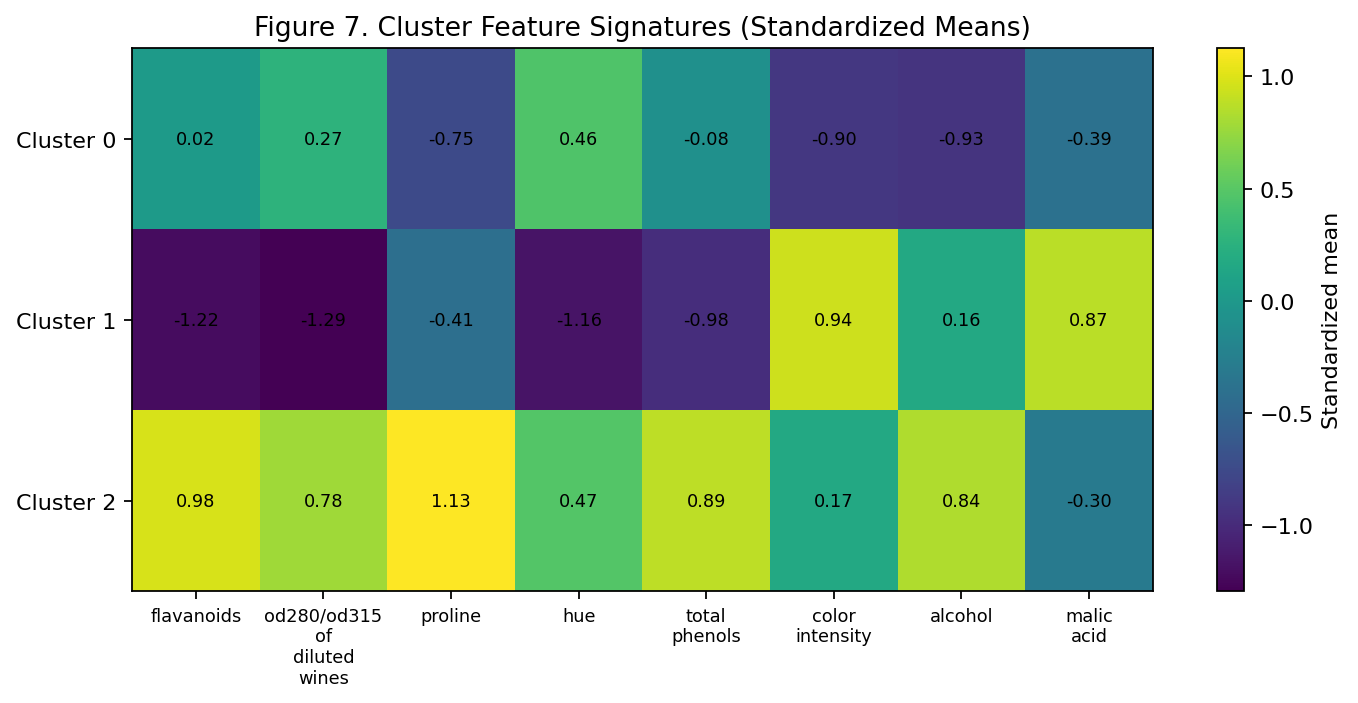 Figure 7. Cluster Feature Signatures (Standardized Means)
Cluster 0
0.02 0.27 -0.75 0.46 -0.08 -0.90 -0.93 -0.39
Cluster 1
-1.22 -1.29 -0.41 -1.16 -0.98 0.94 0.16 0.87
Cluster 2
0.98 0.78 1.13 0.47 0.89 0.17 0.84 -0.30
flavanoids
od280/od315
of
diluted
wines
proline
hue
total
phenols
color
intensity
alcohol
malic
acid
1.0
0.5
0.0
−0.5
−1.0
Standardized mean